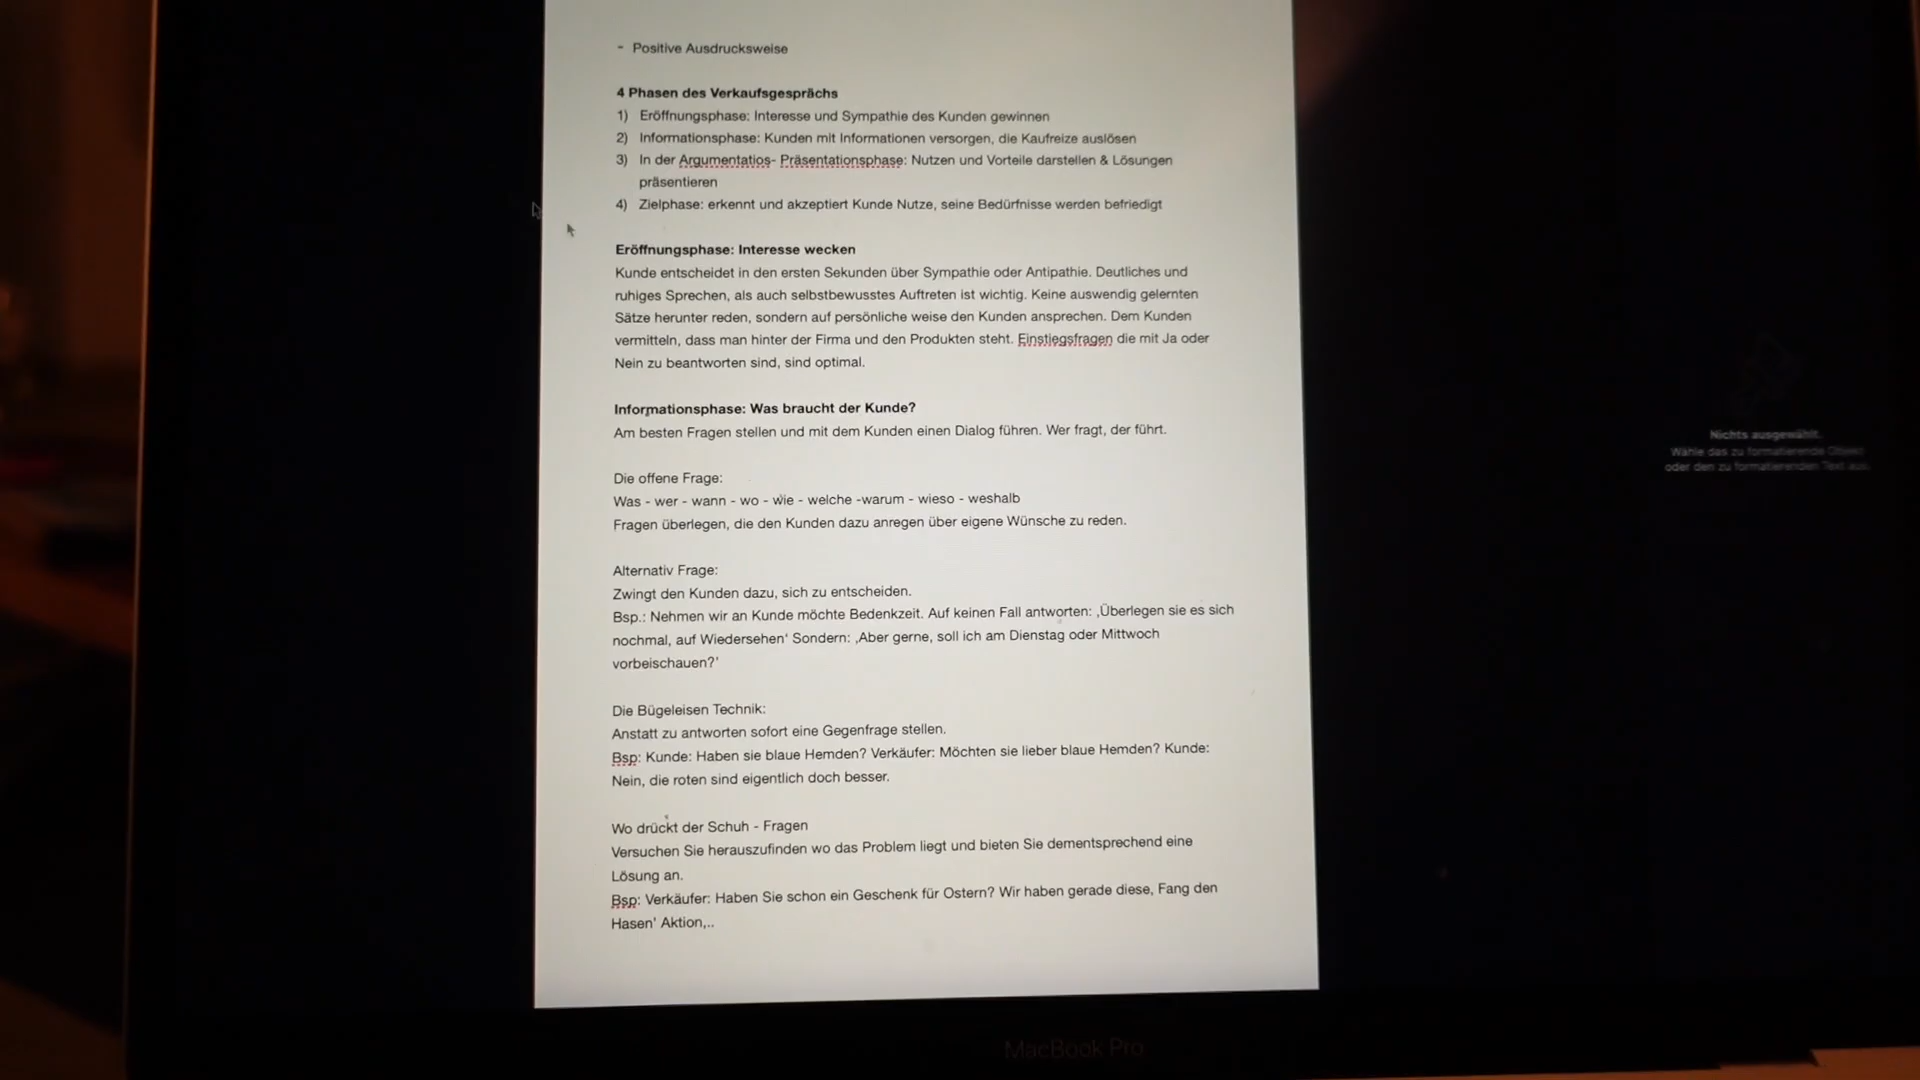 - Positive Ausdrucksweise
4 Phasen des Verkaufsgesprächs
1) Eröffnungsphase: Interesse und Sympathie des Kunden gewinnen
2) Informationsphase: Kunden mit Informationen versorgen, die Kaufreize auslösen
3) In der Argumentatios- Präsentationsphase: Nutzen und Vorteile darstellen & Lösungen
präsentieren
4) Zielphase: erkennt und akzeptiert Kunde Nutze, seine Bedürfnisse werden befriedigt
Eröffnungsphase: Interesse wecken
Kunde entscheidet in den ersten Sekunden über Sympathie oder Antipathie. Deutliches und
ruhiges Sprechen, als auch selbstbewusstes Auftreten ist wichtig. Keine auswendig gelernten
Sätze herunter reden, sondern auf persönliche weise den Kunden ansprechen. Dem Kunden
vermitteln, dass man hinter der Firma und den Produkten steht. Einstiegsfragen die mit Ja oder
Nein zu beantworten sind, sind optimal.
Informationsphase: Was braucht der Kunde?
Am besten Fragen stellen und mit dem Kunden einen Dialog führen. Wer fragt, der führt.
Die offene Frage:
Was - wer - wann - wo - wie - welche -warum - wieso - weshalb
Fragen überlegen, die den Kunden dazu anregen über eigene Wünsche zu reden.
Alternativ Frage:
Zwingt den Kunden dazu, sich zu entscheiden.
Bsp.: Nehmen wir an Kunde möchte Bedenkzeit. Auf keinen Fall antworten: ‚Überlegen sie es sich
nochmal, auf Wiedersehen' Sondern: ‚Aber gerne, soll ich am Dienstag oder Mittwoch
vorbeischauen?'
Die Bügeleisen Technik:
Anstatt zu antworten sofort eine Gegenfrage stellen.
Bsp: Kunde: Haben sie blaue Hemden? Verkäufer: Möchten sie lieber blaue Hemden? Kunde:
Nein, die roten sind eigentlich doch besser.
Wo drückt der Schuh - Fragen
Versuchen Sie herauszufinden wo das Problem liegt und bieten Sie dementsprechend eine
Lösung an.
Bsp: Verkäufer: Haben Sie schon ein Geschenk für Ostern? Wir haben gerade diese, Fang den
Hasen' Aktion,..
Nichts ausgewählt.
Wähle das zu formatierende Objekt
oder den zu formatierenden Text aus.
MacBook Pro